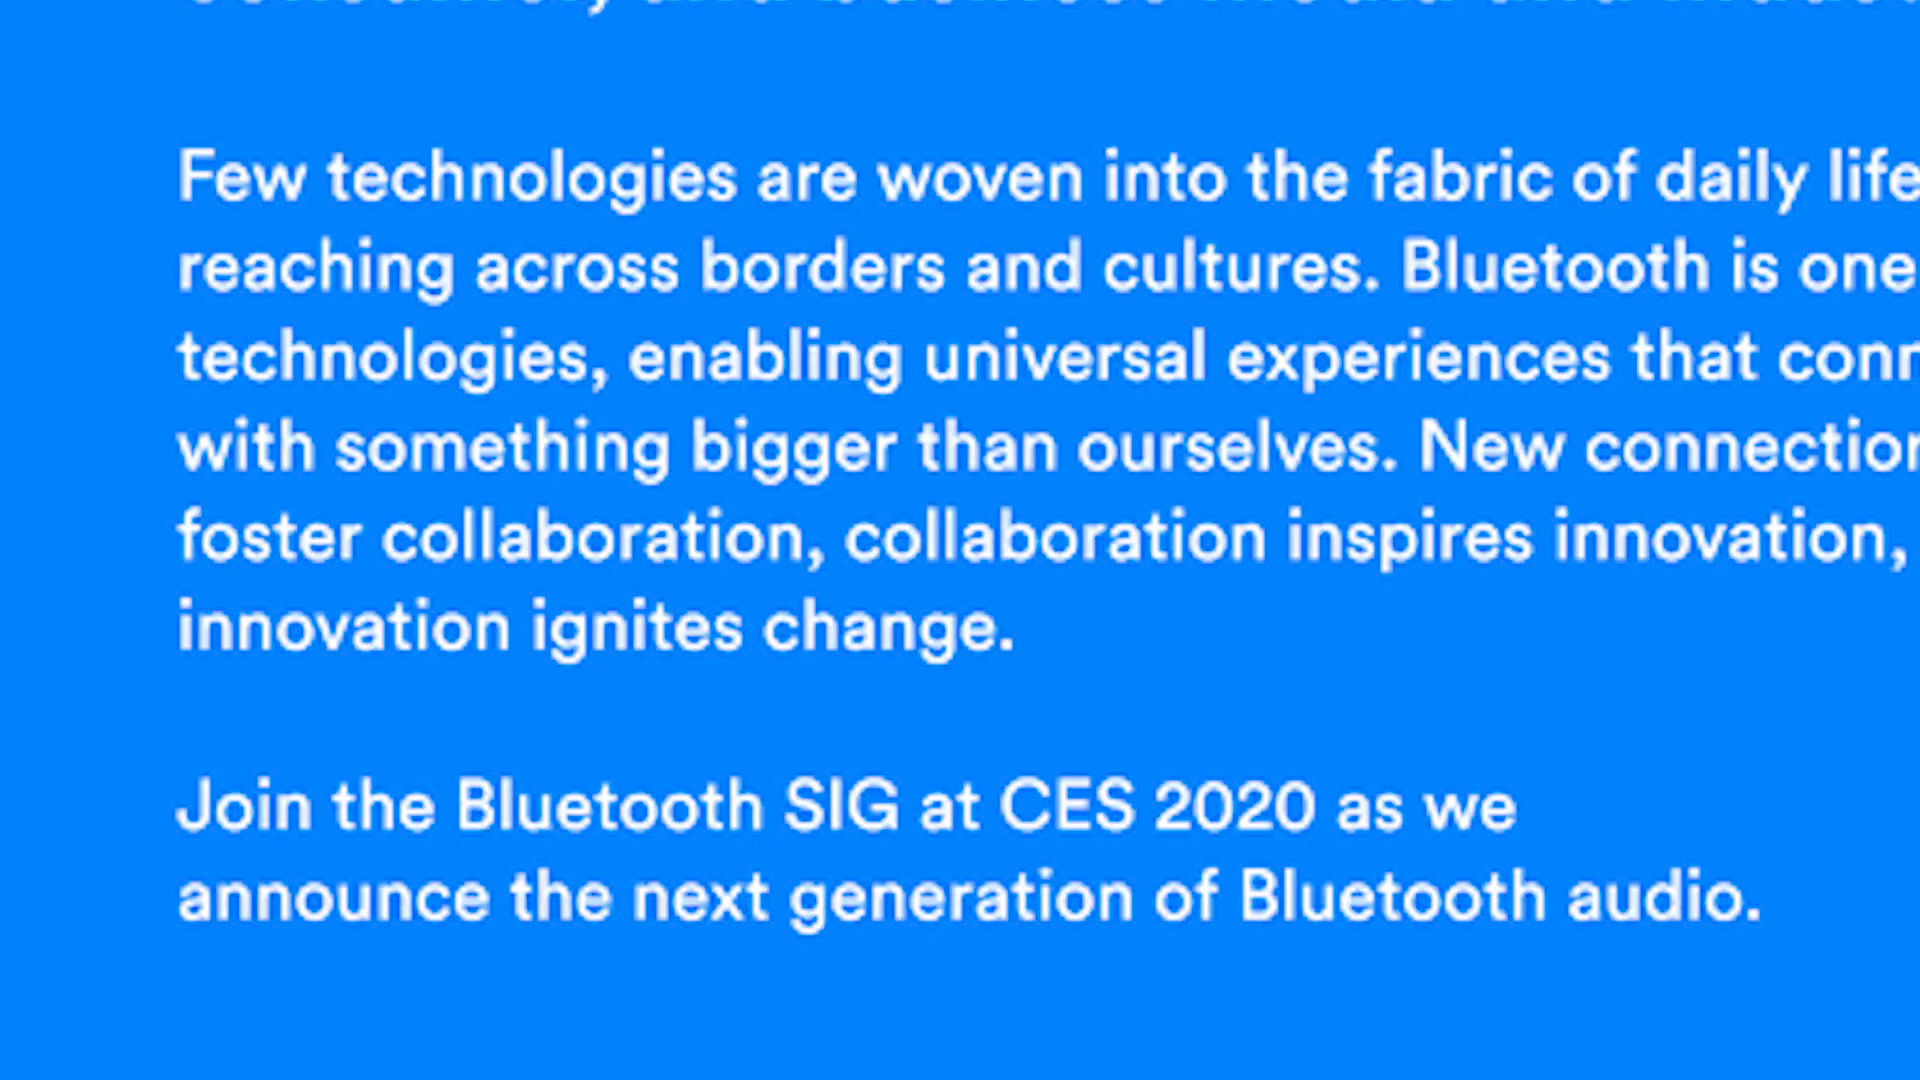 Few technologies are woven into the fabric of daily life
reaching across borders and cultures. Bluetooth is one
technologies, enabling universal experiences that
with something bigger than ourselves. New
foster collaboration, collaboration inspires innovation,
innovation ignites change.
Join the Bluetooth SIG at CES 2020 as we
announce the next generation of Bluetooth audio.